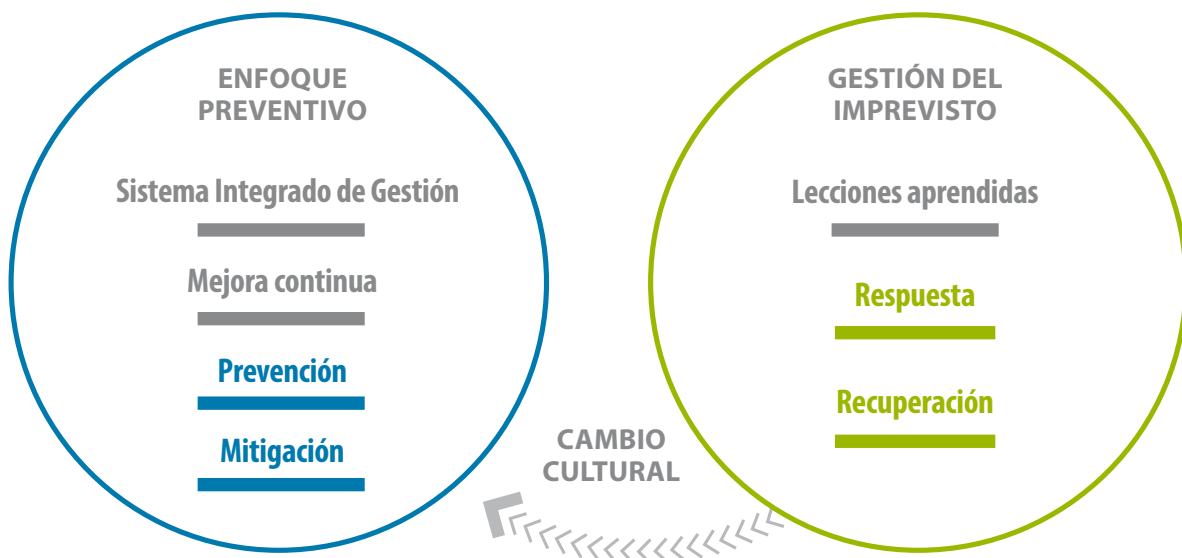 ENFOQUE
PREVENTIVO
Sistema Integrado de Gestión
Mejora continua
Prevención
Mitigación
GESTIÓN DEL
IMPREVISTO
Lecciones aprendidas
Respuesta
Recuperación
CAMBIO
CULTURAL